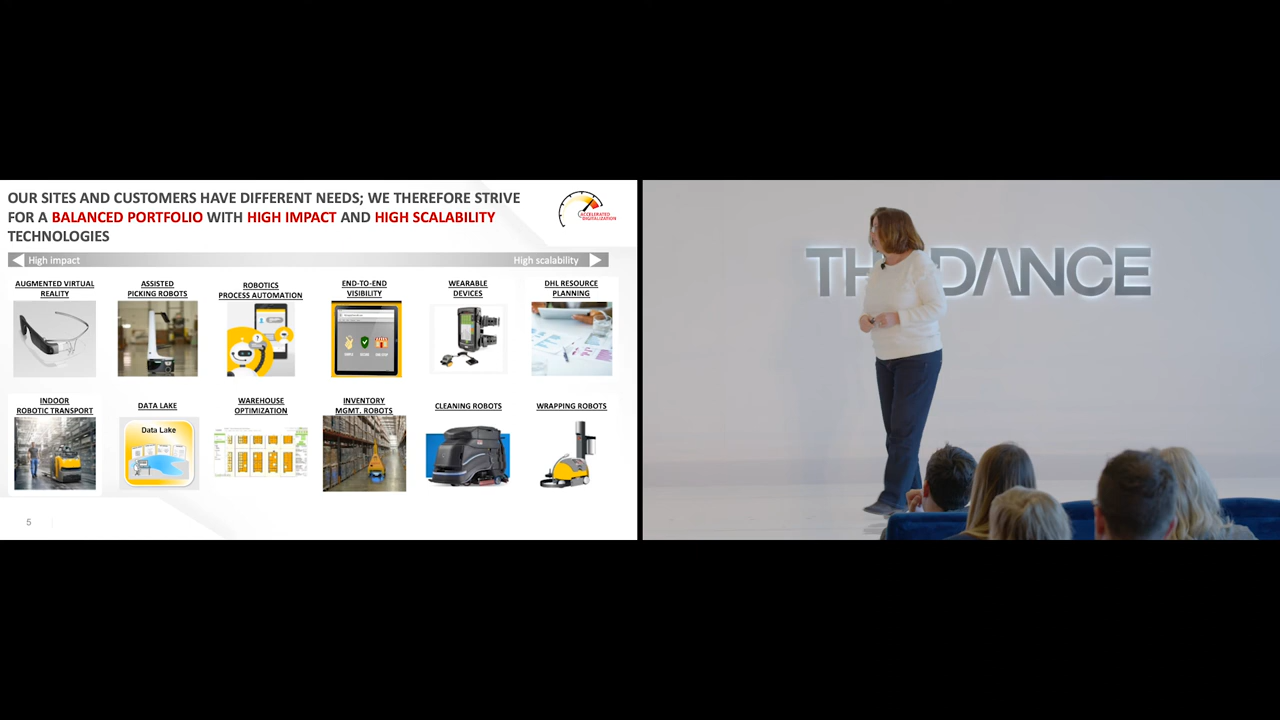 OUR SITES AND CUSTOMERS HAVE DIFFERENT NEEDS; WE THEREFORE STRIVE
FOR A BALANCED PORTFOLIO WITH HIGH IMPACT AND HIGH SCALABILITY
TECHNOLOGIES
ACCELERATED
DIGITALIZATION
High impact
High scalability
AUGMENTED VIRTUAL
REALITY
ASSISTED
PICKING ROBOTS
ROBOTICS
PROCESS AUTOMATION
END-TO-END
VISIBILITY
WEARABLE
DEVICES
DHL RESOURCE
PLANNING
INDOOR
ROBOTIC TRANSPORT
DATA LAKE
Data Lake
WAREHOUSE
OPTIMIZATION
INVENTORY
MGMT. ROBOTS
CLEANING ROBOTS
WRAPPING ROBOTS
5
TH DANCE